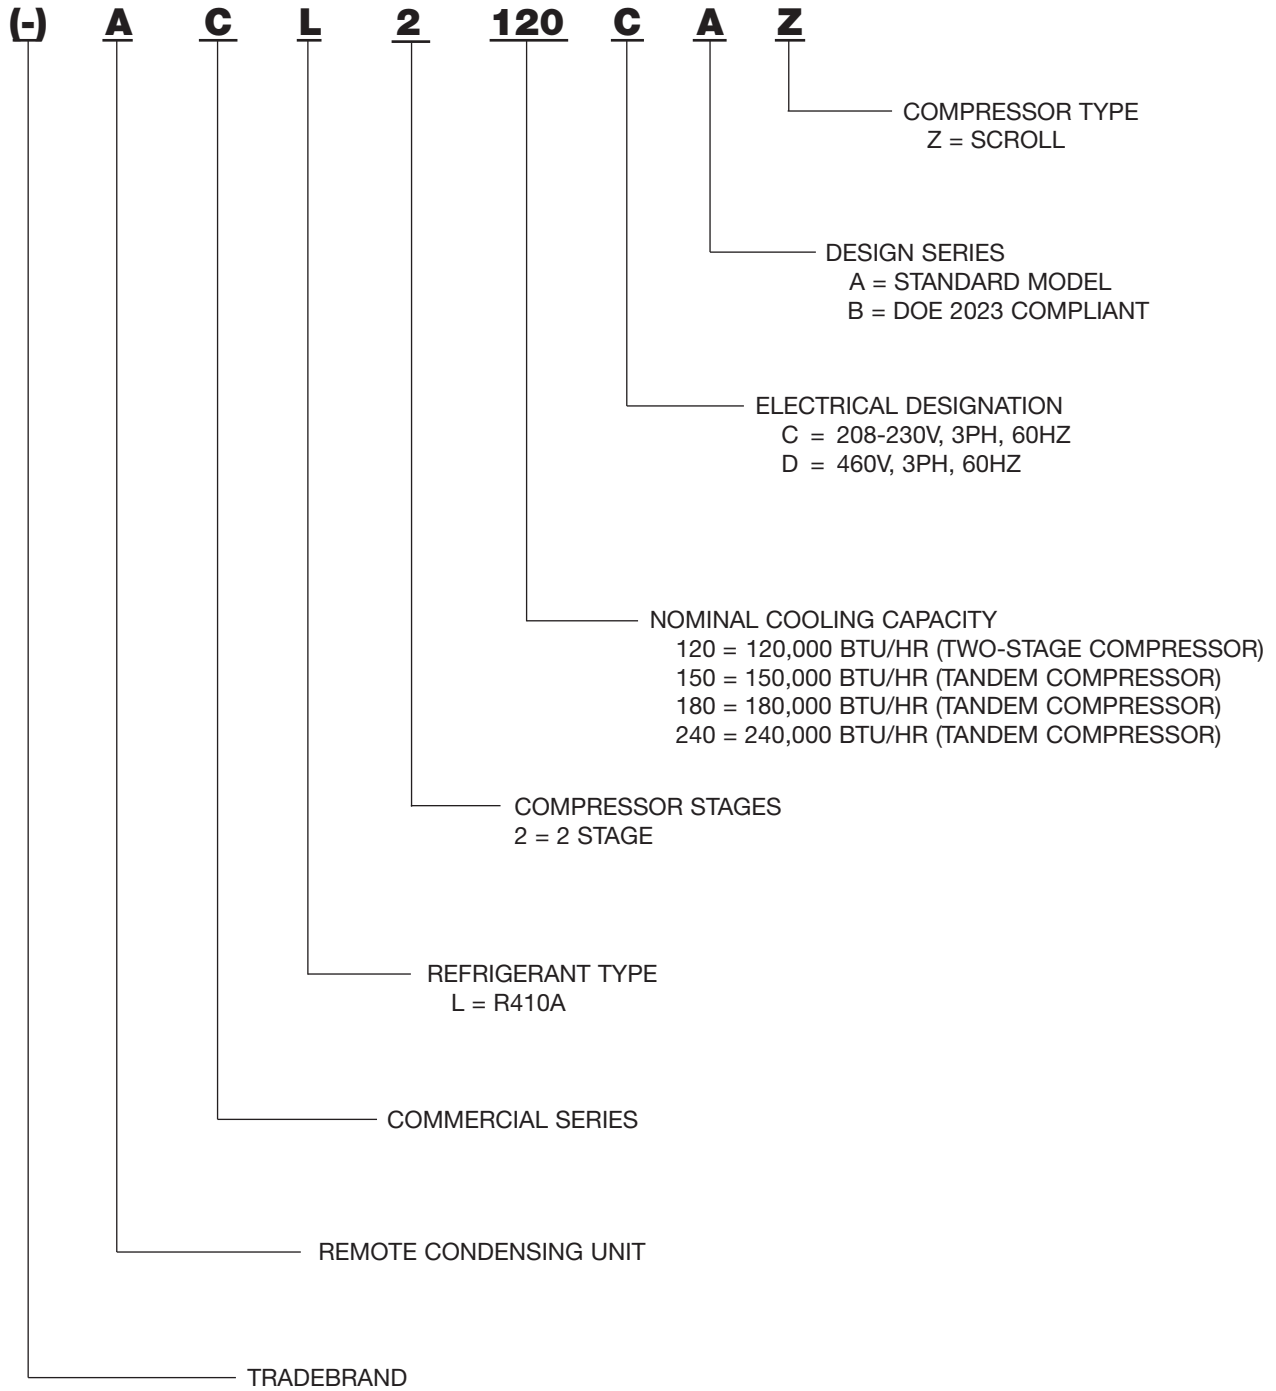 (-) A C L 2 120 C A Z
COMPRESSOR TYPE
Z = SCROLL
DESIGN SERIES
A = STANDARD MODEL
B = DOE 2023 COMPLIANT
ELECTRICAL DESIGNATION
C = 208-230V, 3PH, 60HZ
D = 460V, 3PH, 60HZ
NOMINAL COOLING CAPACITY
120 = 120,000 BTU/HR (TWO-STAGE COMPRESSOR)
150 = 150,000 BTU/HR (TANDEM COMPRESSOR)
180 = 180,000 BTU/HR (TANDEM COMPRESSOR)
240 = 240,000 BTU/HR (TANDEM COMPRESSOR)
COMPRESSOR STAGES
2 = 2 STAGE
REFRIGERANT TYPE
L = R410A
COMMERCIAL SERIES
REMOTE CONDENSING UNIT
TRADEBRAND